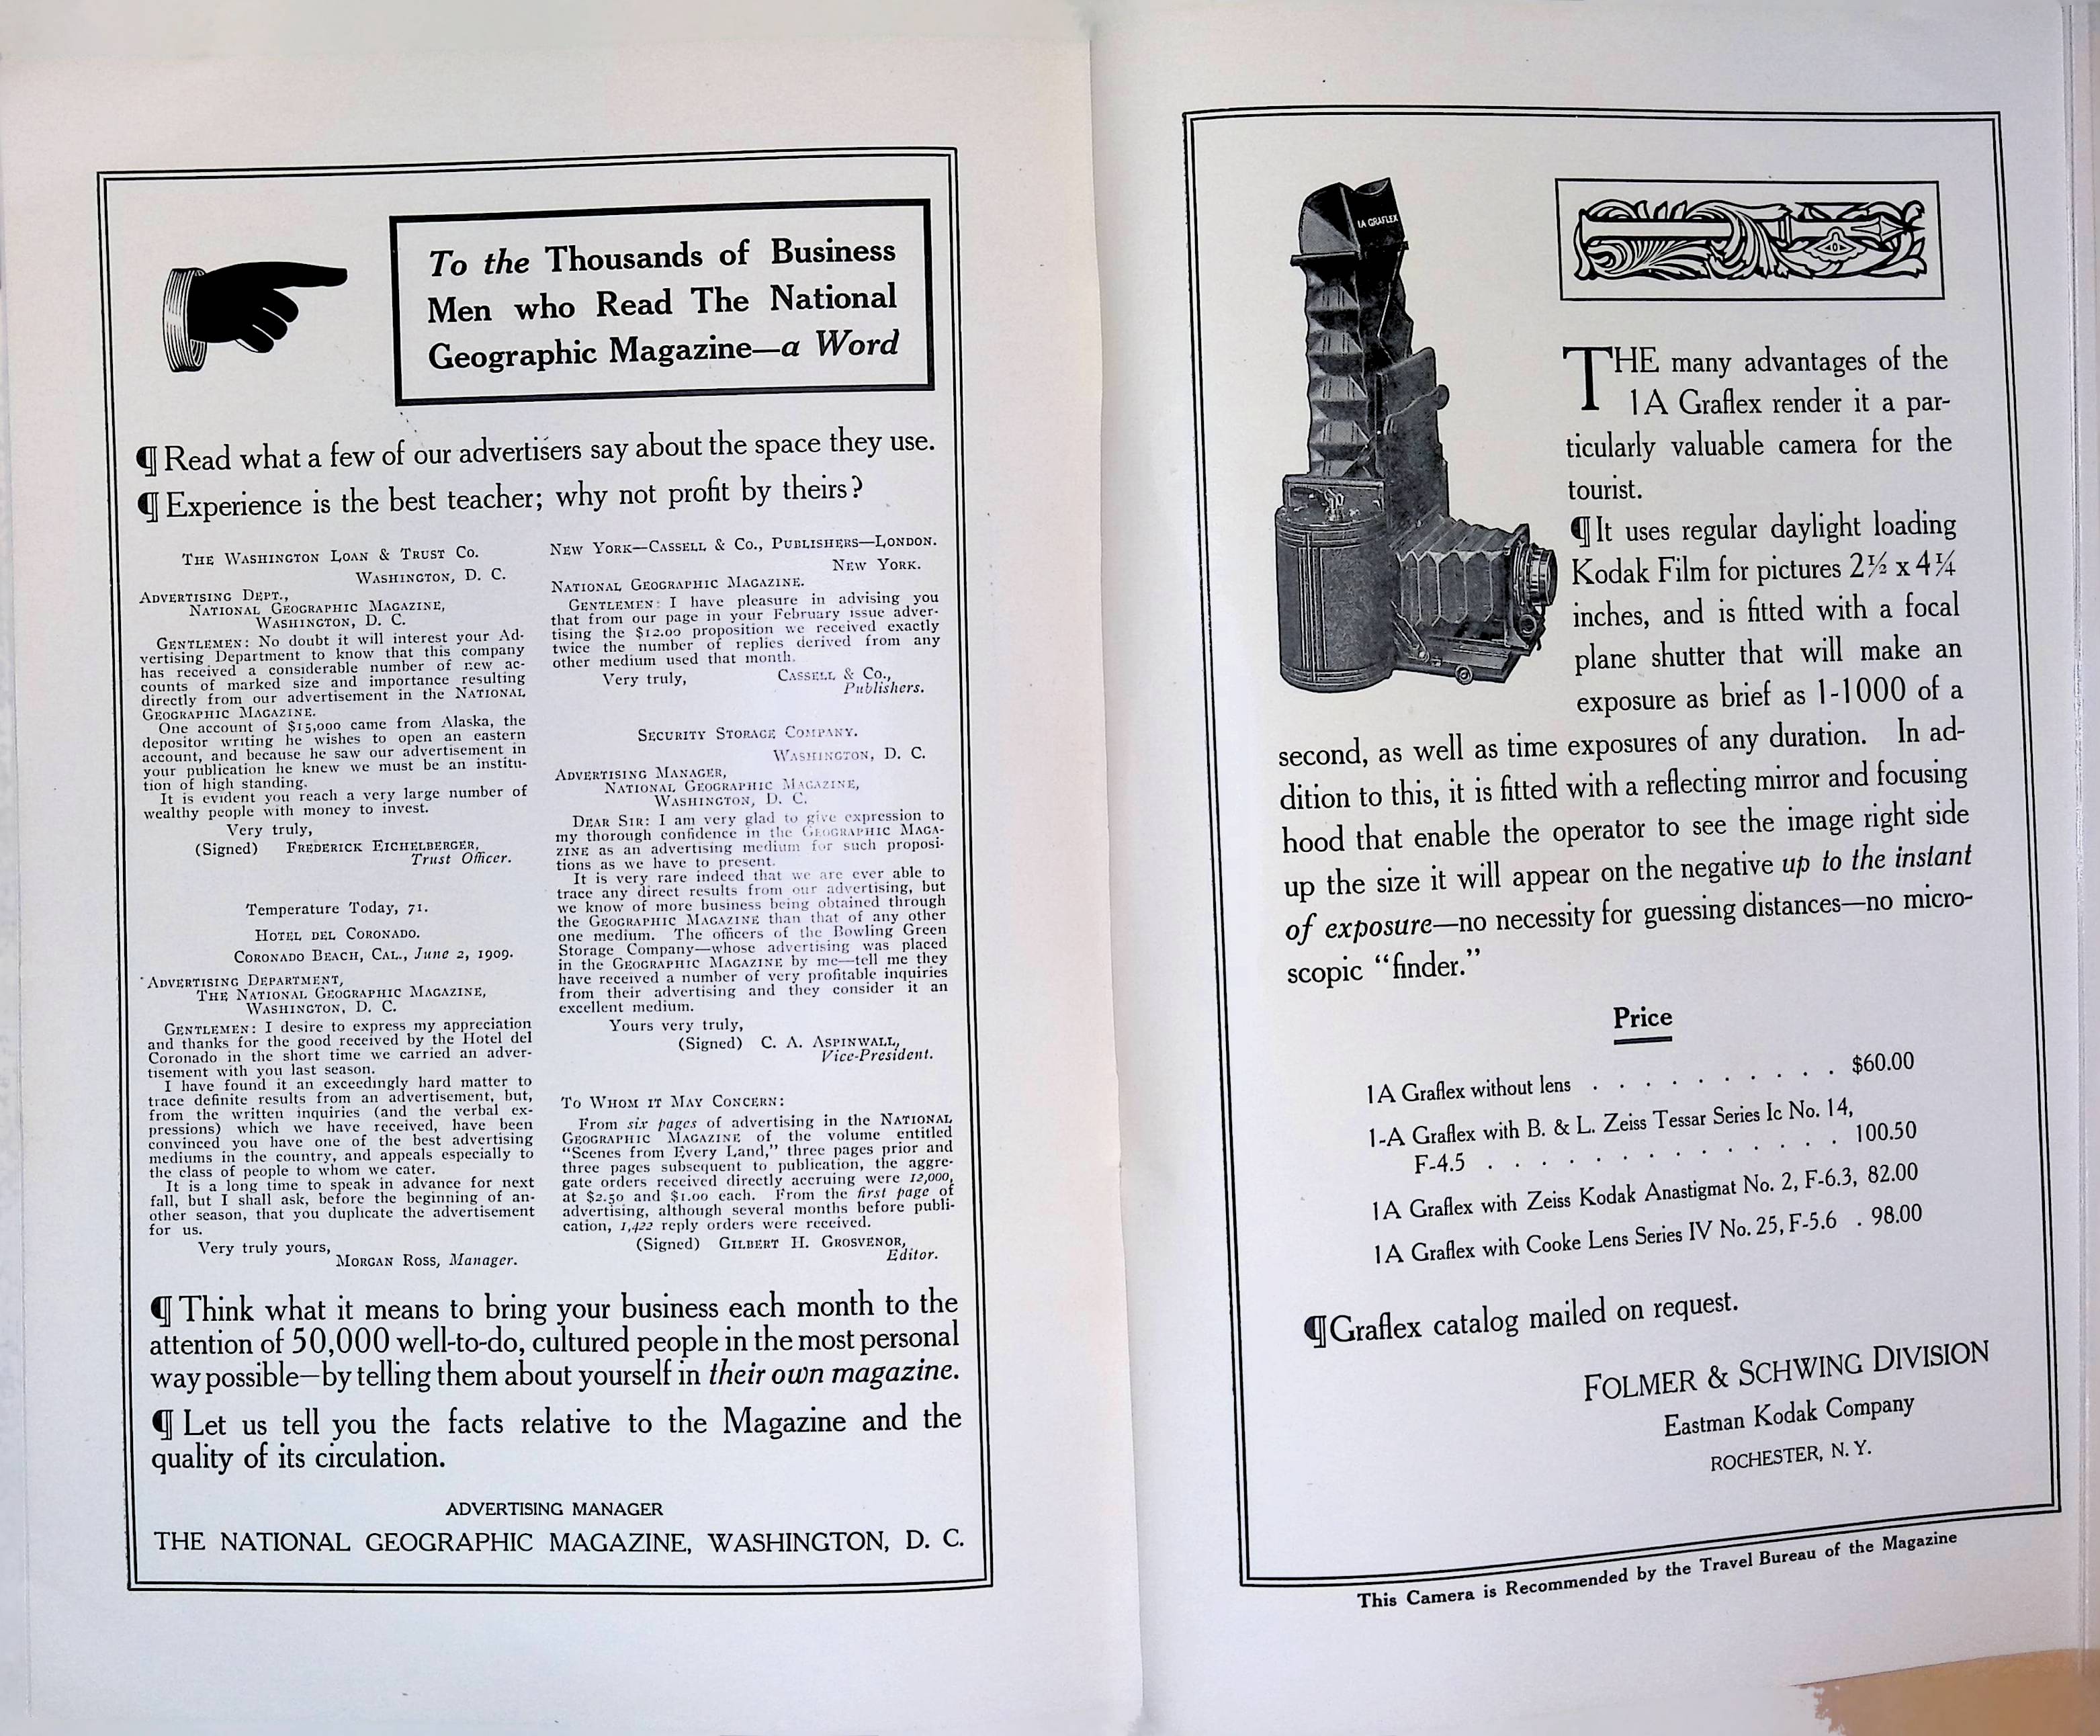 To the Thousands of Business
Men who Read The National
Geographic Magazine—a Word
¶ Read what a few of our advertisers say about the space they use.
¶ Experience is the best teacher; why not profit by theirs?
THE WASHINGTON LOAN & TRUST CO.
WASHINGTON, D. C.
ADVERTISING DEPT.,
NATIONAL GEOGRAPHIC MAGAZINE,
WASHINGTON, D. C.
GENTLEMEN: No doubt it will interest your Ad-
vertising Department to know that this company
has received a considerable number of new ac-
counts of marked size and importance resulting
directly from our advertisement in the NATIONAL
GEOGRAPHIC MAGAZINE.
One account of $15,000 came from Alaska, the
depositor writing he wishes to open an eastern
account, and because he saw our advertisement in
your publication he knew we must be an institu-
tion of high standing.
It is evident you reach a very large number of
wealthy people with money to invest.
Very truly,
(Signed) FREDERICK EICHELBERGER,
Trust Officer.
Temperature Today, 71.
HOTEL DEL CORONADO.
CORONADO BEACH, CAL., June 2, 1909.
ADVERTISING DEPARTMENT,
THE NATIONAL GEOGRAPHIC MAGAZINE,
WASHINGTON, D. C.
GENTLEMEN: I desire to express my appreciation
and thanks for the good received by the Hotel del
Coronado in the short time we carried an adver-
tisement with you last season.
I have found it an exceedingly hard matter to
trace definite results from an advertisement, but,
from the written inquiries (and the verbal ex-
pressions) which we have received, have been
convinced you have one of the best advertising
mediums in the country, and appeals especially to
the class of people to whom we cater.
It is a long time to speak in advance for next
fall, but I shall ask, before the beginning of an-
other season, that you duplicate the advertisement
for us.
Very truly yours,
MORGAN ROSS, Manager.
NEW YORK—CASSELL & CO., PUBLISHERS—LONDON.
NEW YORK.
NATIONAL GEOGRAPHIC MAGAZINE.
GENTLEMEN: I have pleasure in advising you
that from our page in your February issue adver-
tising the $12.00 proposition we received exactly
twice the number of replies derived from any
other medium used that month.
Very truly, CASSELL & CO.,
Publishers.
SECURITY STORAGE COMPANY.
WASHINGTON, D. C.
ADVERTISING MANAGER,
NATIONAL GEOGRAPHIC MAGAZINE,
WASHINGTON, D. C.
DEAR SIR: I am very glad to give expression to
my thorough confidence in the GEOGRAPHIC MAGA-
ZINE as an advertising medium for such proposi-
tions as we have to present.
It is very rare indeed that we are ever able to
trace any direct results from our advertising, but
we know of more business being obtained through
the GEOGRAPHIC MAGAZINE than that of any other
one medium. The officers of the Bowling Green
Storage Company—whose advertising was placed
in the GEOGRAPHIC MAGAZINE by me—tell me they
have received a number of very profitable inquiries
from their advertising and they consider it an
excellent medium.
Yours very truly,
(Signed) C. A. ASPINWALL,
Vice-President.
TO WHOM IT MAY CONCERN:
From six pages of advertising in the NATIONAL
GEOGRAPHIC MAGAZINE of the volume entitled
"Scenes from Every Land," three pages prior and
three pages subsequent to publication, the aggre-
gate orders received directly accruing were 12,000,
at $2.50 and $1.00 each. From the first page of
advertising, although several months before publi-
cation, 1,422 reply orders were received.
(Signed) GILBERT H. GROSVENOR,
Editor.
¶ Think what it means to bring your business each month to the
attention of 50,000 well-to-do, cultured people in the most personal
way possible—by telling them about yourself in their own magazine.
¶ Let us tell you the facts relative to the Magazine and the
quality of its circulation.
ADVERTISING MANAGER
THE NATIONAL GEOGRAPHIC MAGAZINE, WASHINGTON, D. C.
1A GRAFLEX
THE many advantages of the
1A Graflex render it a par-
ticularly valuable camera for the
tourist.
¶It uses regular daylight loading
Kodak Film for pictures 2½ x 4¼
inches, and is fitted with a focal
plane shutter that will make an
exposure as brief as 1-1000 of a
second, as well as time exposures of any duration. In ad-
dition to this, it is fitted with a reflecting mirror and focusing
hood that enable the operator to see the image right side
up the size it will appear on the negative up to the instant
of exposure—no necessity for guessing distances—no micro-
scopic "finder."
Price
1A Graflex without lens . . . . . . . . . . $60.00
1-A Graflex with B. & L. Zeiss Tessar Series Ic No. 14,
F-4.5 . . . . . . . . . . . . . . 100.50
1A Graflex with Zeiss Kodak Anastigmat No. 2, F-6.3, 82.00
1A Graflex with Cooke Lens Series IV No. 25, F-5.6 . 98.00
¶Graflex catalog mailed on request.
FOLMER & SCHWING DIVISION
Eastman Kodak Company
ROCHESTER, N. Y.
This Camera is Recommended by the Travel Bureau of the Magazine